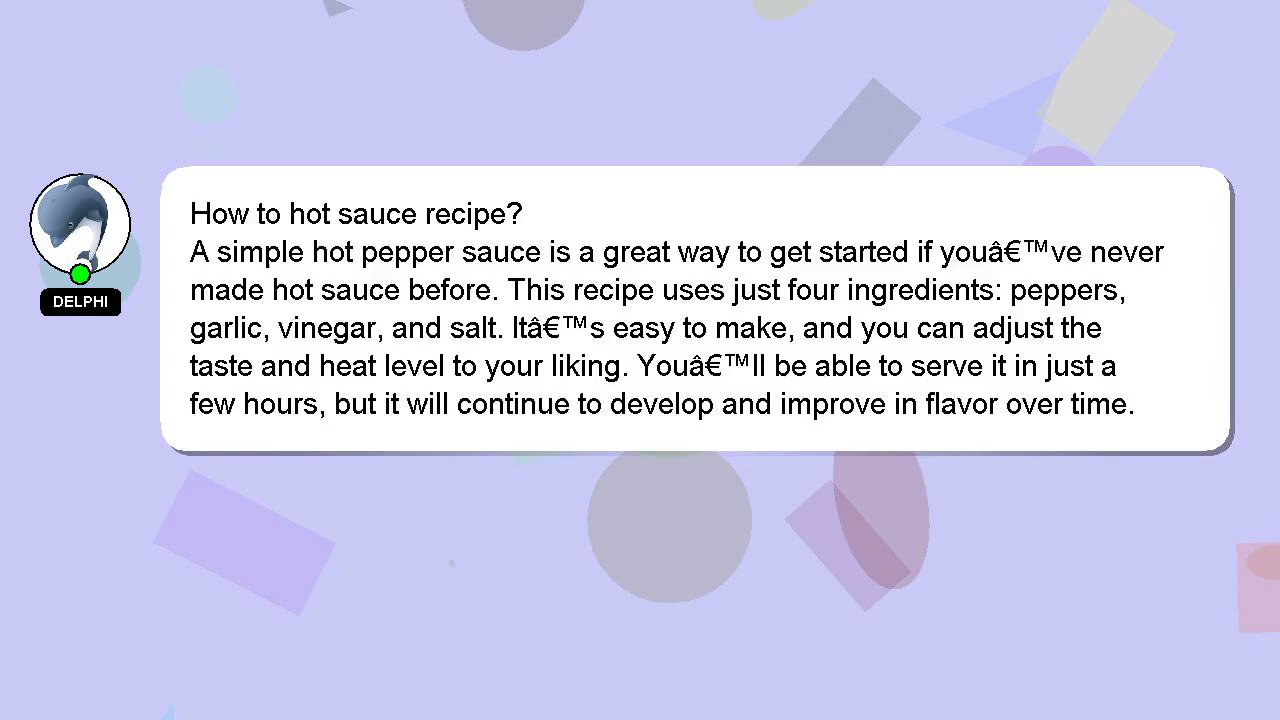 How to hot sauce recipe?
A simple hot pepper sauce is a great way to get started if youâ€™ve never
made hot sauce before. This recipe uses just four ingredients: peppers,
garlic, vinegar, and salt. Itâ€™s easy to make, and you can adjust the
taste and heat level to your liking. Youâ€™ll be able to serve it in just a
few hours, but it will continue to develop and improve in flavor over time.
DELPHI